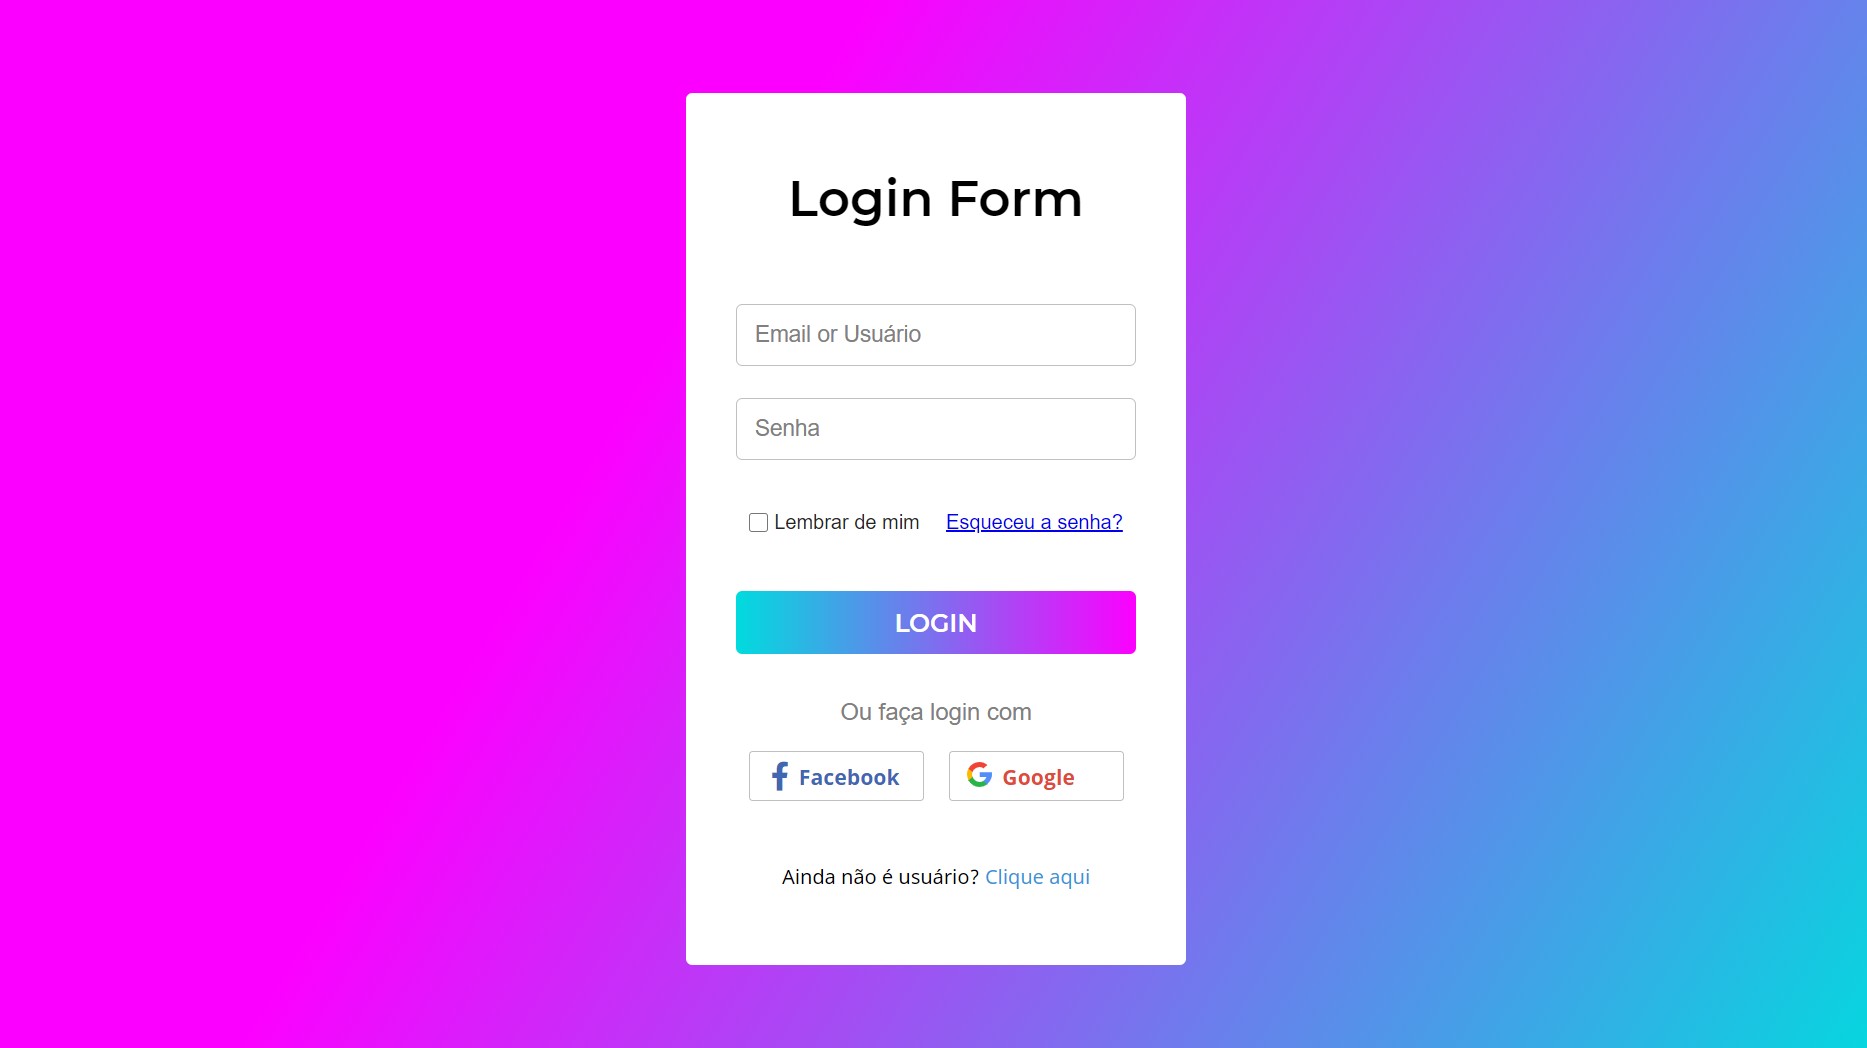 Login Form
Email or Usuário
Senha
Lembrar de mim Esqueceu a senha?
LOGIN
Ou faça login com
Facebook Google
Ainda não é usuário? Clique aqui